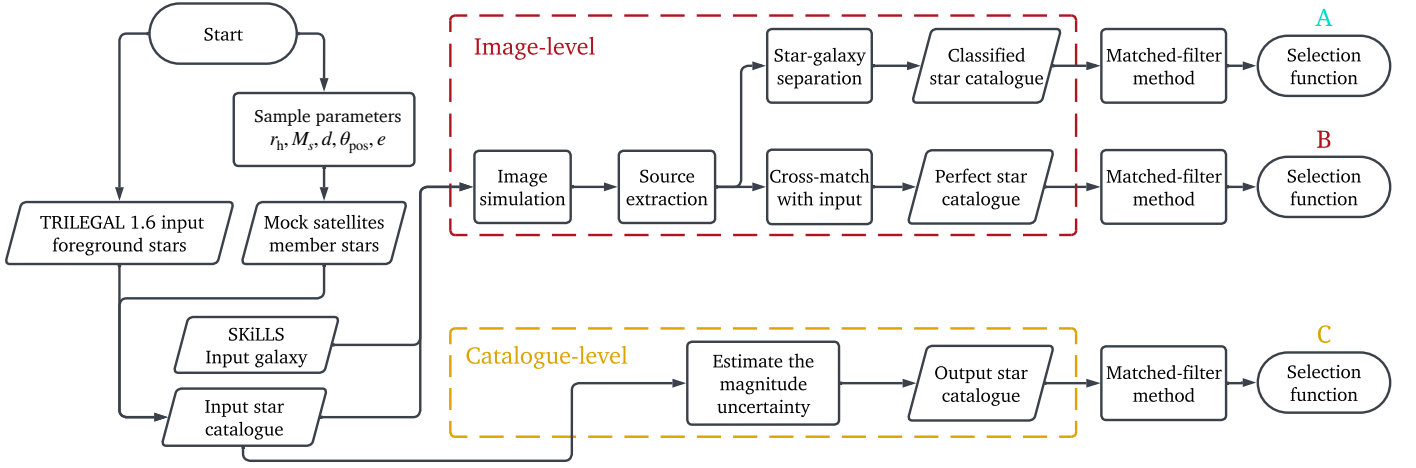 Start
Sample parameters
r_h, M_s, d, θ_pos, e
TRILEGAL 1.6 input
foreground stars
Mock satellites
member stars
SKiLLS
Input galaxy
Input star
catalogue
Image-level
Image
simulation
Source
extraction
Star-galaxy
separation
Classified
star catalogue
Matched-filter
method
A
Selection
function
Cross-match
with input
Perfect star
catalogue
Matched-filter
method
B
Selection
function
Catalogue-level
Estimate the
magnitude
uncertainty
Output star
catalogue
Matched-filter
method
C
Selection
function